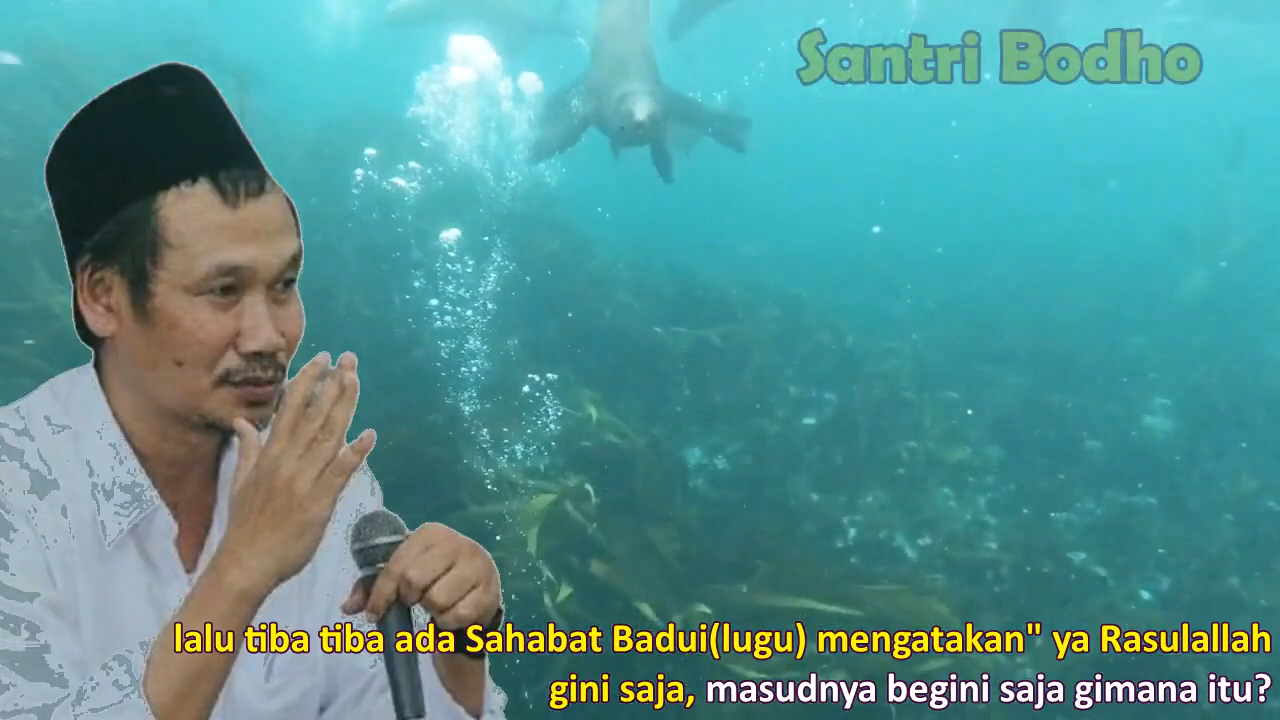 Santri Bodho
lalu tiba tiba ada Sahabat Badui(lugu) mengatakan" ya Rasulallah
gini saja, masudnya begini saja gimana itu?